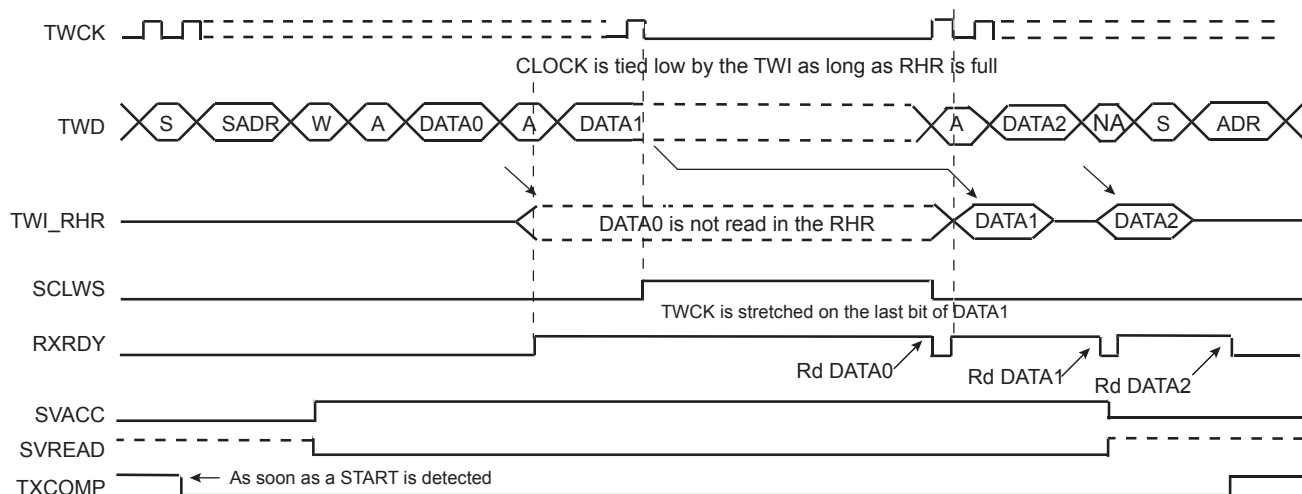 TWCK
CLOCK is tied low by the TWI as long as RHR is full
TWD S SADR W A DATA0 A DATA1 A DATA2 NA S ADR
TWI_RHR DATA0 is not read in the RHR DATA1 DATA2
SCLWS
TWCK is stretched on the last bit of DATA1
RXRDY
Rd DATA0 Rd DATA1 Rd DATA2
SVACC
SVREAD
TXCOMP As soon as a START is detected